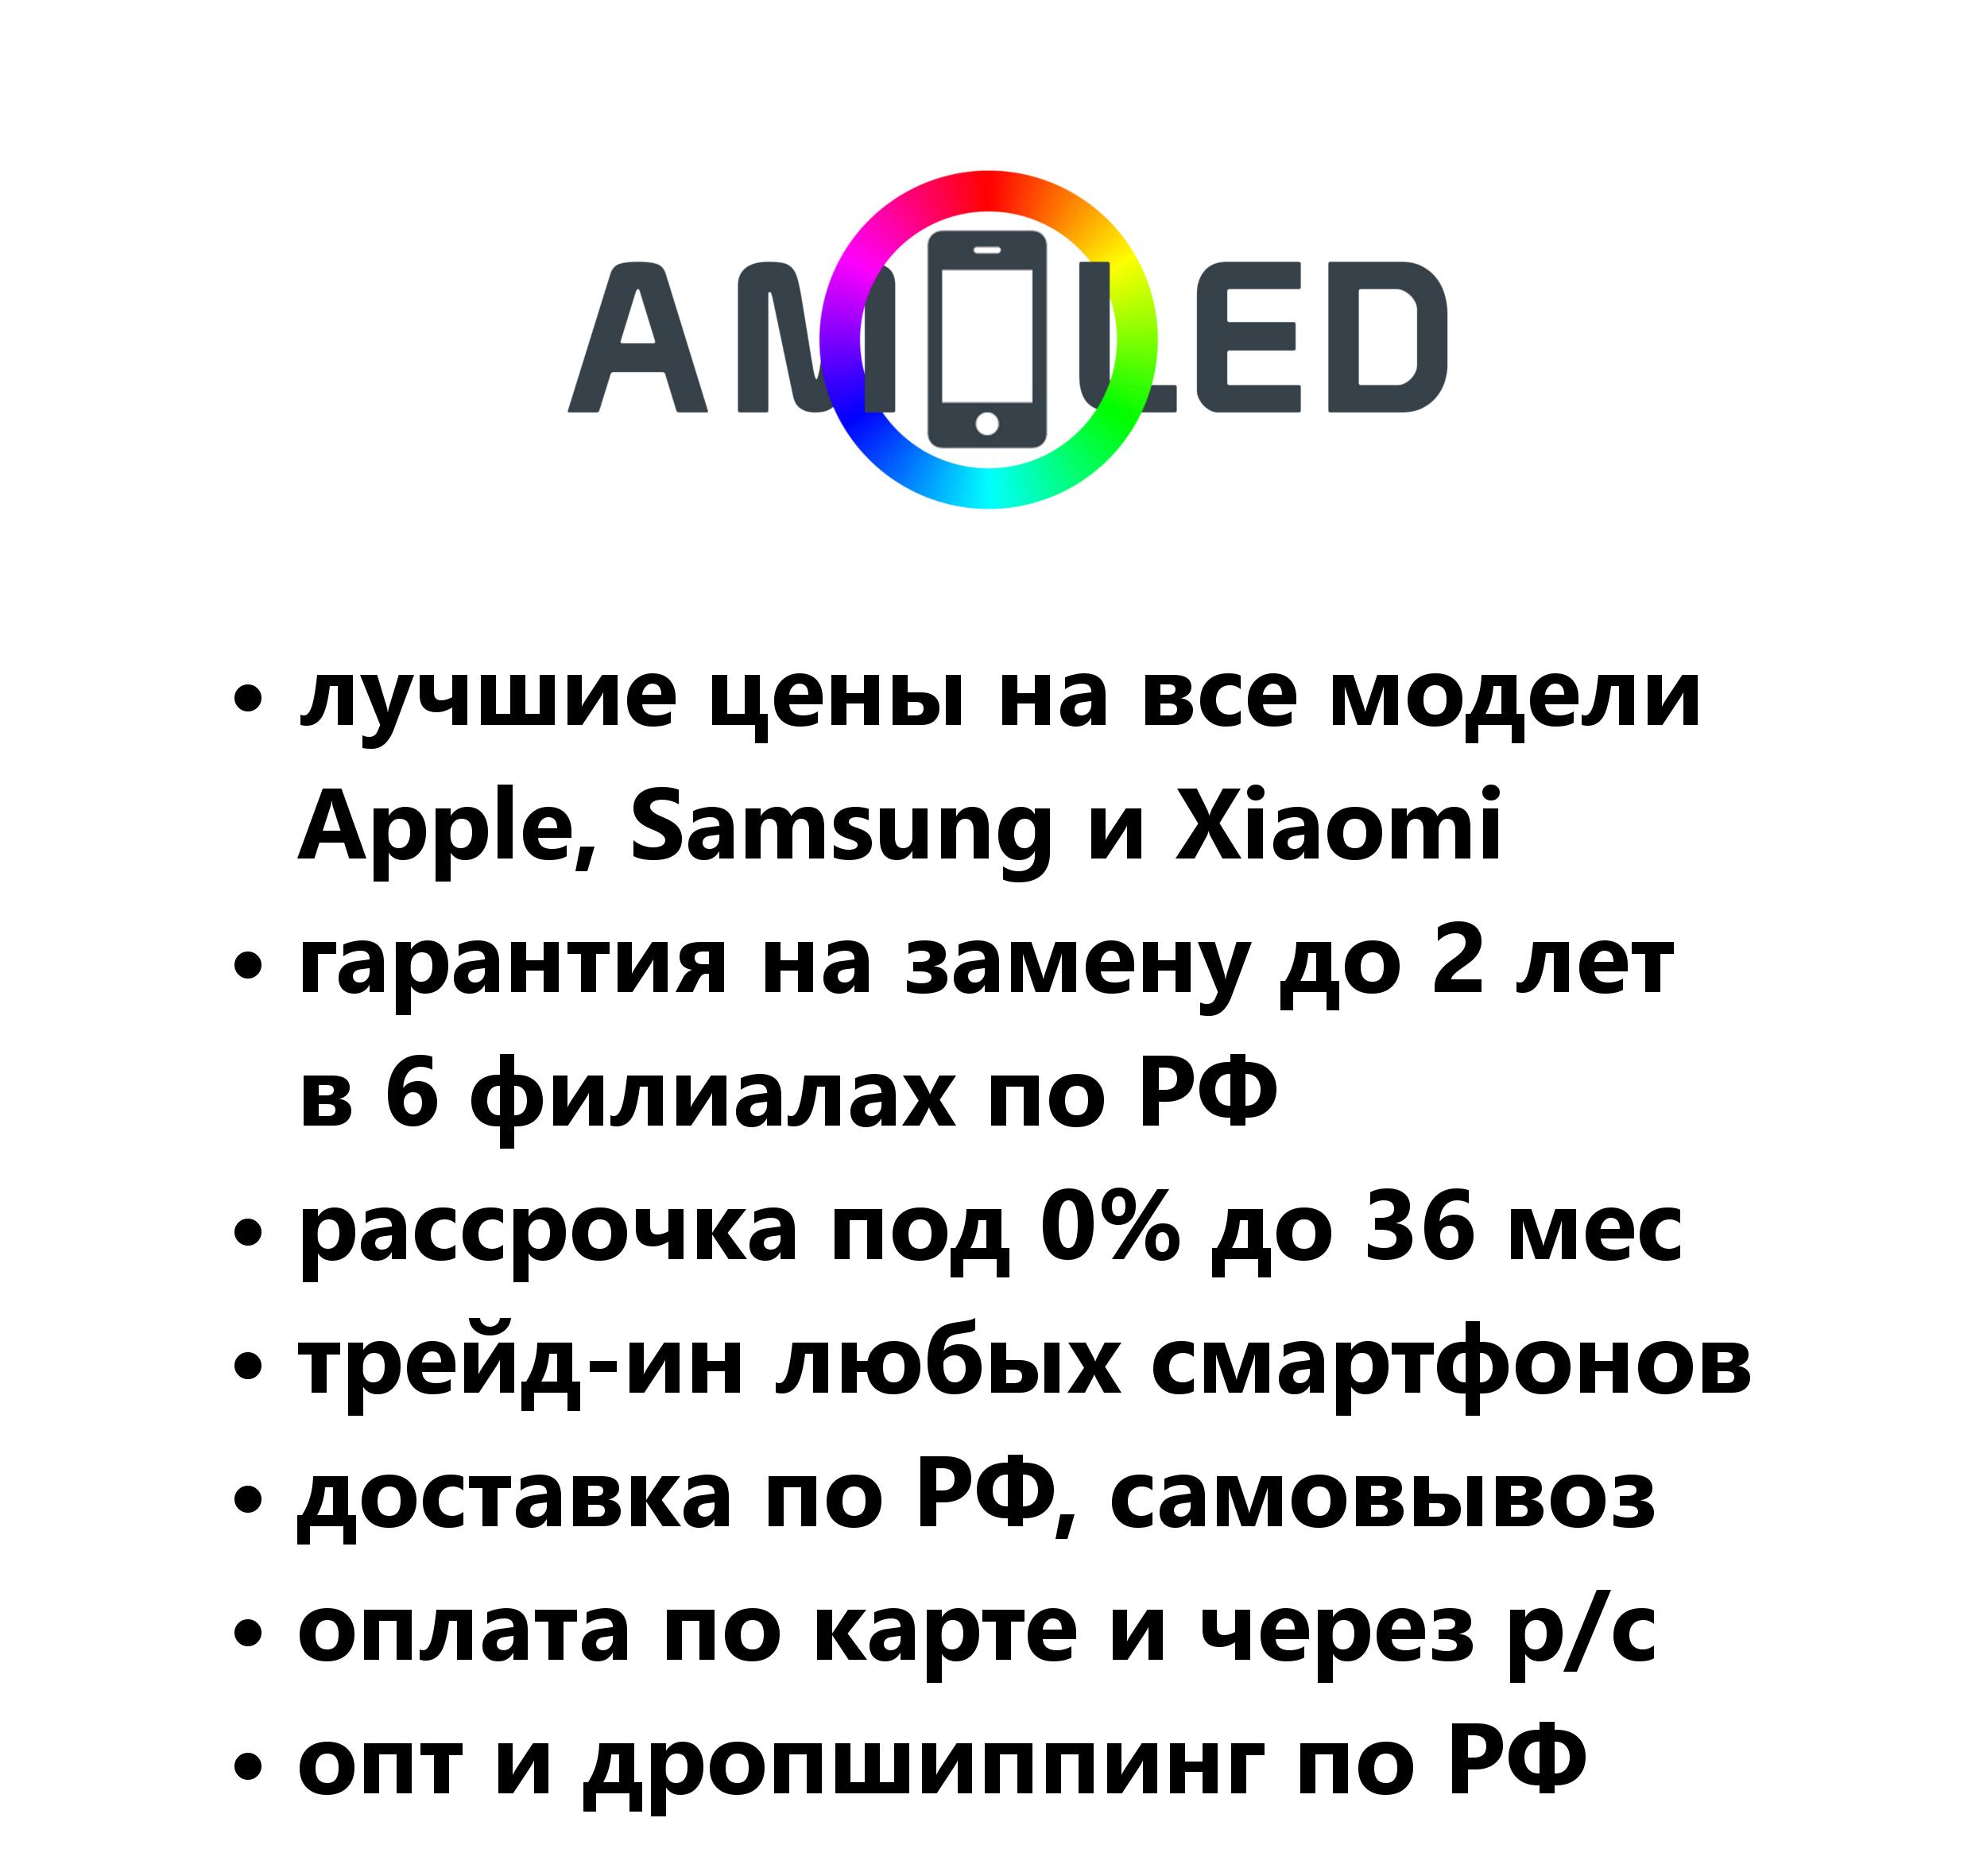 AMOLED
• лучшие цены на все модели
Apple, Samsung и Xiaomi
• гарантия на замену до 2 лет
в 6 филиалах по РФ
• рассрочка под 0% до 36 мес
• трейд-ин любых смартфонов
• доставка по РФ, самовывоз
• оплата по карте и через р/с
• опт и дропшиппинг по РФ